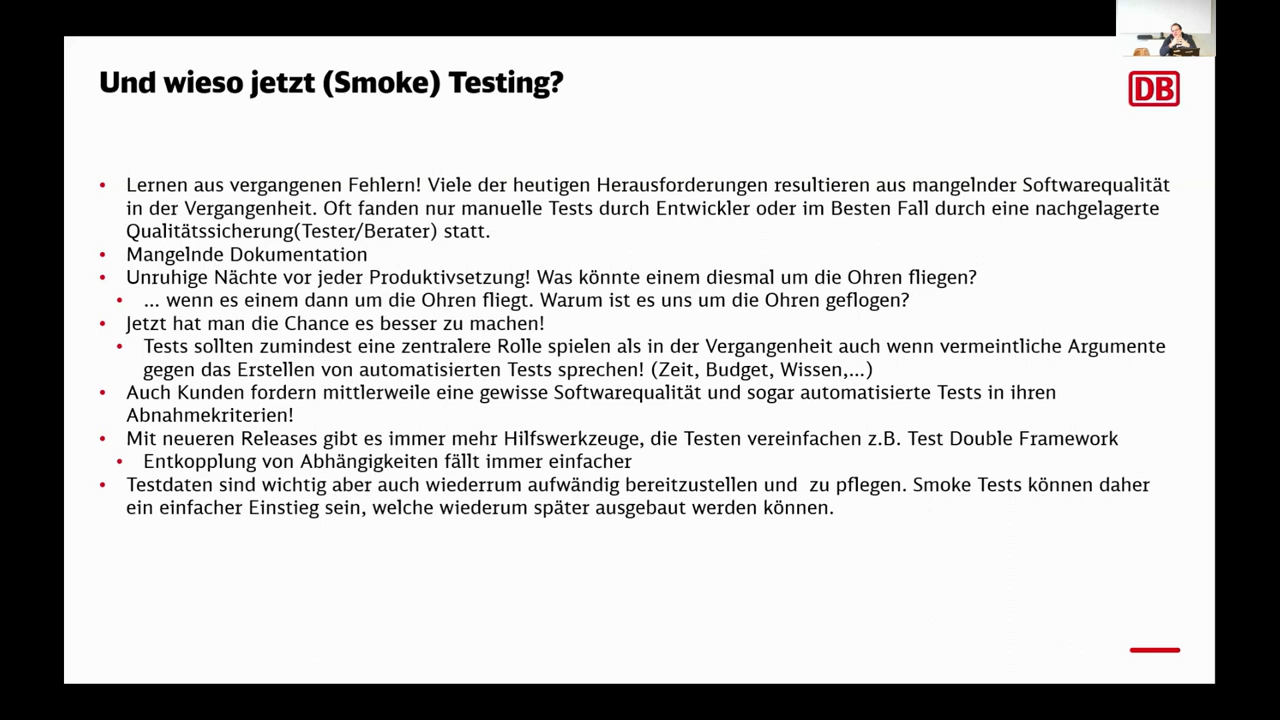 Und wieso jetzt (Smoke) Testing?
DB
• Lernen aus vergangenen Fehlern! Viele der heutigen Herausforderungen resultieren aus mangelnder Softwarequalität
in der Vergangenheit. Oft fanden nur manuelle Tests durch Entwickler oder im Besten Fall durch eine nachgelagerte
Qualitätssicherung(Tester/Berater) statt.
• Mangelnde Dokumentation
• Unruhige Nächte vor jeder Produktivsetzung! Was könnte einem diesmal um die Ohren fliegen?
• ... wenn es einem dann um die Ohren fliegt. Warum ist es uns um die Ohren geflogen?
• Jetzt hat man die Chance es besser zu machen!
• Tests sollten zumindest eine zentralere Rolle spielen als in der Vergangenheit auch wenn vermeintliche Argumente
gegen das Erstellen von automatisierten Tests sprechen! (Zeit, Budget, Wissen,...)
• Auch Kunden fordern mittlerweile eine gewisse Softwarequalität und sogar automatisierte Tests in ihren
Abnahmekriterien!
• Mit neueren Releases gibt es immer mehr Hilfswerkzeuge, die Testen vereinfachen z.B. Test Double Framework
• Entkopplung von Abhängigkeiten fällt immer einfacher
• Testdaten sind wichtig aber auch wiederrum aufwändig bereitzustellen und  zu pflegen. Smoke Tests können daher
ein einfacher Einstieg sein, welche wiederum später ausgebaut werden können.